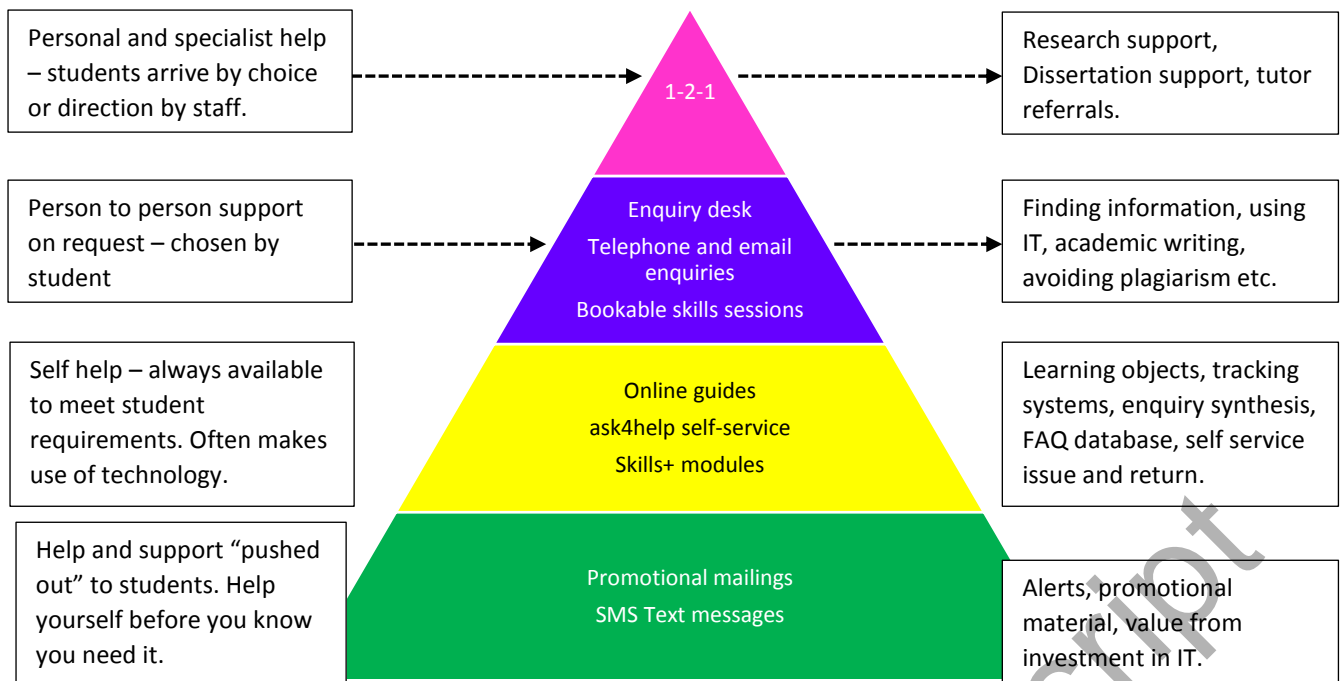 Personal and specialist help
– students arrive by choice
or direction by staff.
1-2-1
Research support,
Dissertation support, tutor
referrals.
Person to person support
on request – chosen by
student
Enquiry desk
Telephone and email
enquiries
Bookable skills sessions
Finding information, using
IT, academic writing,
avoiding plagiarism etc.
Self help – always available
to meet student
requirements. Often makes
use of technology.
Online guides
ask4help self-service
Skills+ modules
Learning objects, tracking
systems, enquiry synthesis,
FAQ database, self service
issue and return.
Help and support “pushed
out” to students. Help
yourself before you know
you need it.
Promotional mailings
SMS Text messages
Alerts, promotional
material, value from
investment in IT.